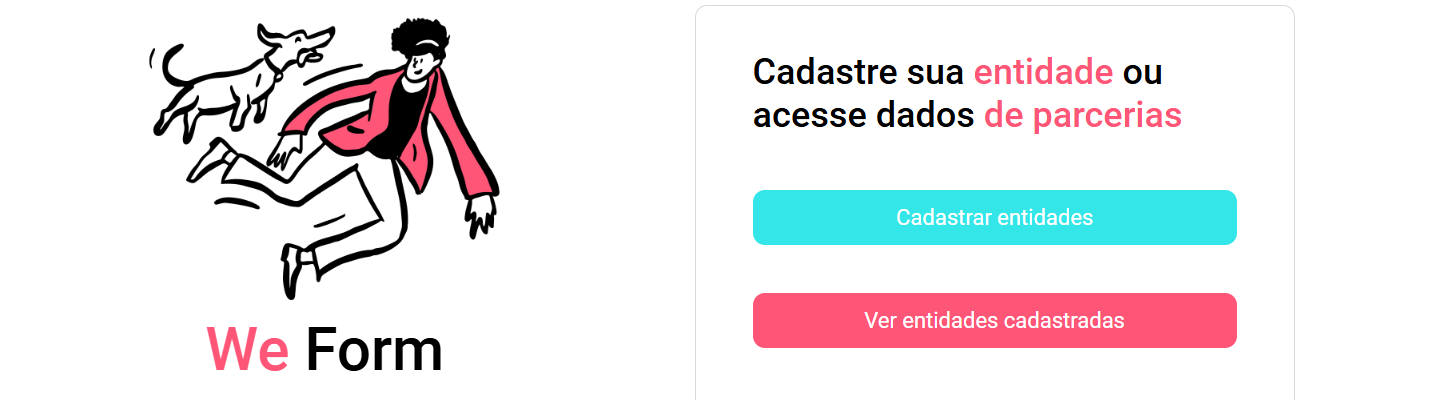 We Form
Cadastre sua entidade ou
acesse dados de parcerias
Cadastrar entidades
Ver entidades cadastradas